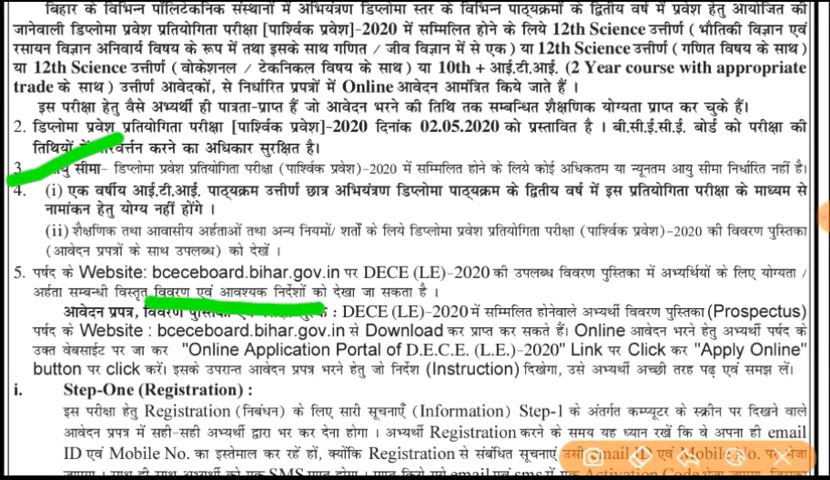 बिहार के विभिन्न पॉलिटेकनिक संस्थानों में अभियंत्रण डिप्लोमा स्तर के विभिन्न पाठ्यक्रमों के द्वितीय वर्ष में प्रवेश हेतु आयोजित की
जानेवाली डिप्लोमा प्रवेश प्रतियोगिता परीक्षा [पार्श्विक प्रवेश]-2020 में सम्मिलित होने के लिये 12th Science उत्तीर्ण (भौतिकी विज्ञान एवं
रसायन विज्ञान अनिवार्य विषय के रूप में तथा इसके साथ गणित / जीव विज्ञान में से एक) या 12th Science उत्तीर्ण (गणित विषय के साथ)
या 12th Science उत्तीर्ण (वोकेशनल / टेकनिकल विषय के साथ) या 10th + आई.टी.आई. (2 Year course with appropriate
trade के साथ) उत्तीर्ण आवेदकों, से निर्धारित प्रपत्रों में Online आवेदन आमंत्रित किये जाते हैं ।
इस परीक्षा हेतु वैसे अभ्यर्थी ही पात्रता-प्राप्त हैं जो आवेदन भरने की तिथि तक सम्बन्धित शैक्षणिक योग्यता प्राप्त कर चुके हैं।
2. डिप्लोमा प्रवेश प्रतियोगिता परीक्षा [पार्श्विक प्रवेश]-2020 दिनांक 02.05.2020 को प्रस्तावित है । बी.सी.ई.सी.ई. बोर्ड को परीक्षा की
तिथियों में परिवर्त्तन करने का अधिकार सुरक्षित है।
3. आयु सीमा- डिप्लोमा प्रवेश प्रतियोगिता परीक्षा (पार्श्विक प्रवेश)-2020 में सम्मिलित होने के लिये कोई अधिकतम या न्यूनतम आयु सीमा निर्धारित नहीं है।
4. (i) एक वर्षीय आई.टी.आई. पाठ्यक्रम उत्तीर्ण छात्र अभियंत्रण डिप्लोमा पाठ्यक्रम के द्वितीय वर्ष में इस प्रतियोगिता परीक्षा के माध्यम से
नामांकन हेतु योग्य नहीं होंगे ।
(ii) शैक्षणिक तथा आवासीय अर्हताओं तथा अन्य नियमों/ शर्तों के लिये डिप्लोमा प्रवेश प्रतियोगिता परीक्षा (पार्श्विक प्रवेश)-2020 की विवरण पुस्तिका
(आवेदन प्रपत्रों के साथ उपलब्ध) को देखें ।
5. पर्षद के Website: bceceboard.bihar.gov.in पर DECE (LE)-2020 की उपलब्ध विवरण पुस्तिका में अभ्यर्थियों के लिए योग्यता /
अर्हता सम्बन्धी विस्तृत विवरण एवं आवश्यक निर्देशों को देखा जा सकता है ।
आवेदन प्रपत्र, विवरण पुस्तिका : DECE (LE)-2020 में सम्मिलित होनेवाले अभ्यर्थी विवरण पुस्तिका (Prospectus)
पर्षद के Website : bceceboard.bihar.gov.in से Download कर प्राप्त कर सकते हैं। Online आवेदन भरने हेतु अभ्यर्थी पर्षद के
उक्त वेबसाईट पर जा कर "Online Application Portal of D.E.C.E. (L.E.)-2020" Link पर Click कर "Apply Online"
button पर click करें। इसके उपरान्त आवेदन प्रपत्र भरने हेतु जो निर्देश (Instruction) दिखेगा, उसे अभ्यर्थी अच्छी तरह पढ़ एवं समझ लें।
i. Step-One (Registration) :
इस परीक्षा हेतु Registration (निबंधन) के लिए सारी सूचनाएँ (Information) Step-1 के अंतर्गत कम्प्यूटर के स्क्रीन पर दिखने वाले
आवेदन प्रपत्र में सही-सही अभ्यर्थी द्वारा भर कर देना होगा । अभ्यर्थी Registration करने के समय यह ध्यान रखें कि वे अपना ही email
ID एवं Mobile No. का इस्तेमाल कर रहें हों, क्योंकि Registration से संबंधित सूचनाएं उसी email ID एवं Mobile No. पर भेजा